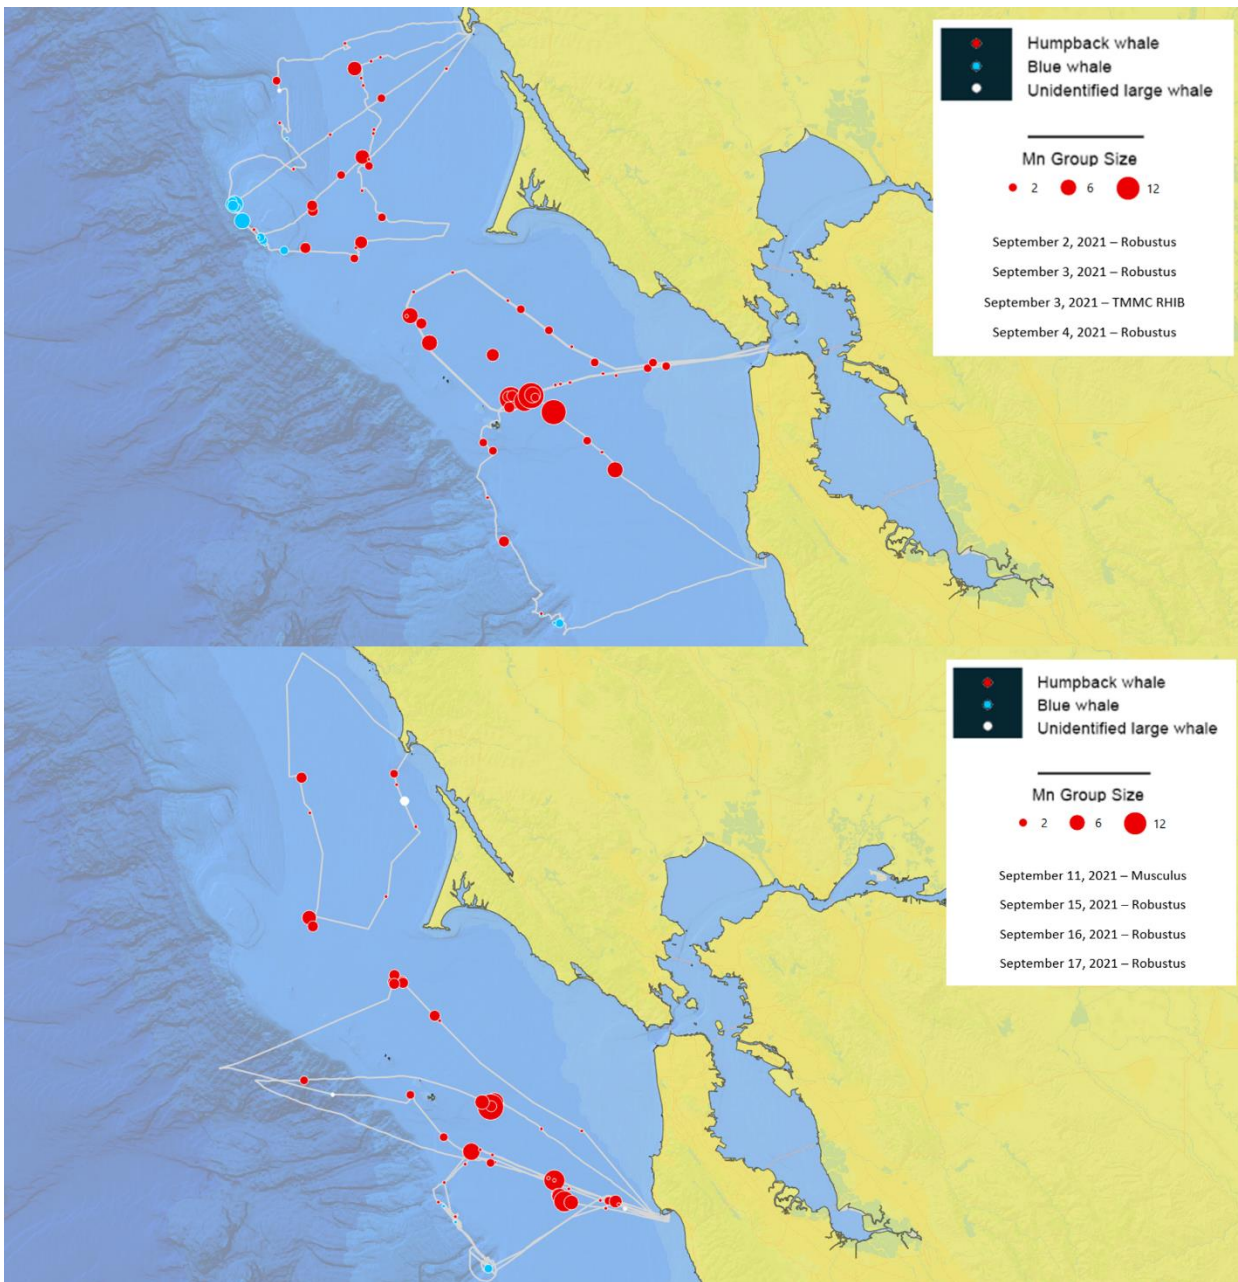 Humpback whale
Blue whale
Unidentified large whale
Mn Group Size
2 6 12
September 2, 2021 – Robustus
September 3, 2021 – Robustus
September 3, 2021 – TMMC RHIB
September 4, 2021 – Robustus
Humpback whale
Blue whale
Unidentified large whale
Mn Group Size
2 6 12
September 11, 2021 – Musculus
September 15, 2021 – Robustus
September 16, 2021 – Robustus
September 17, 2021 – Robustus